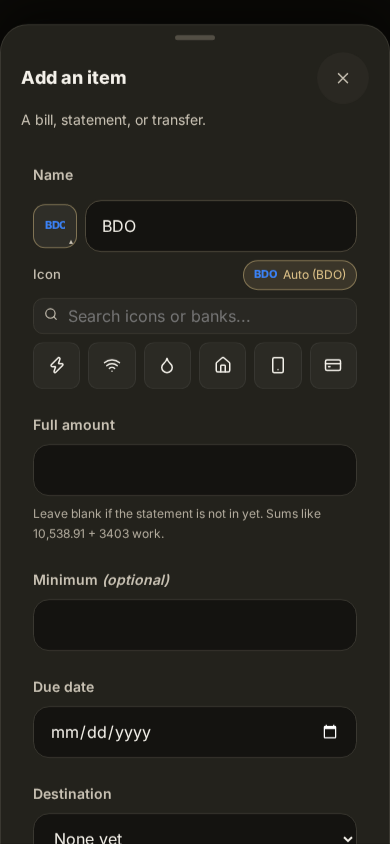 Add an item
A bill, statement, or transfer.
Name
BDO
BDO
Icon
BDO Auto (BDO)
Search icons or banks...
Full amount
Leave blank if the statement is not in yet. Sums like
10,538.91 + 3403 work.
Minimum (optional)
Due date
mm/dd/yyyy
Destination
None yet